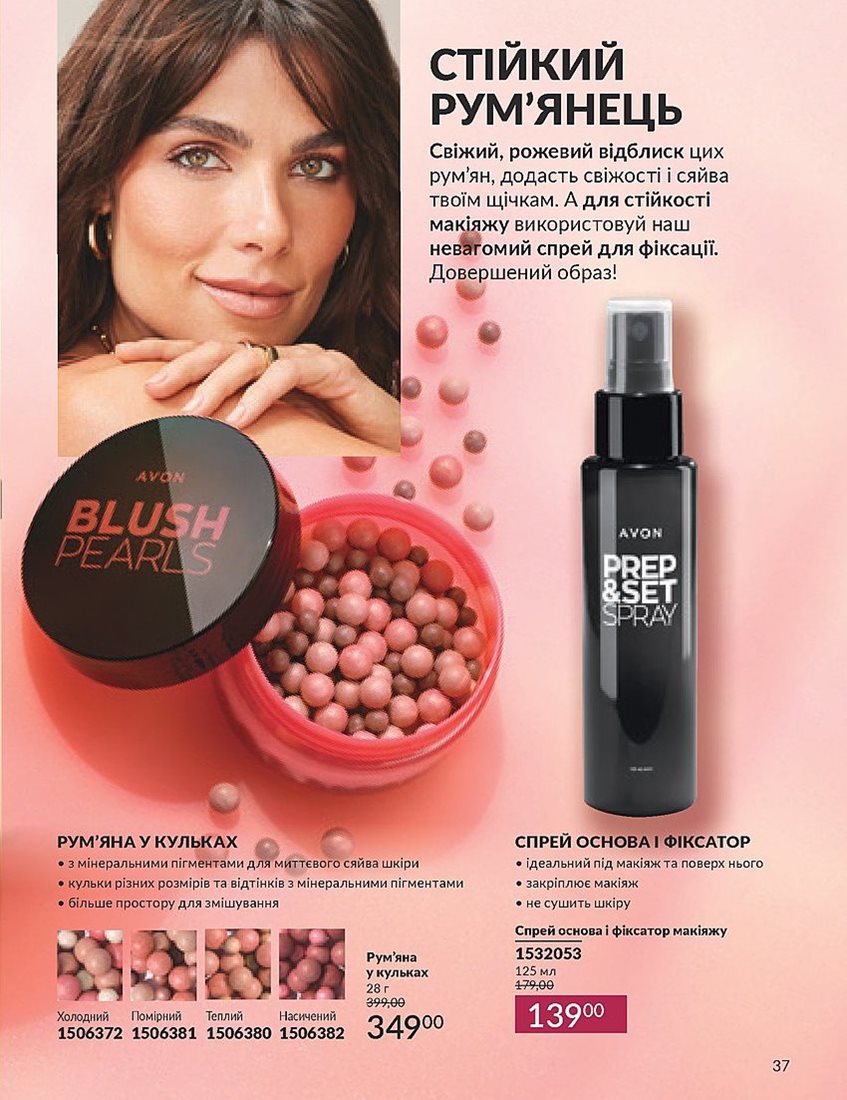 СТІЙКИЙ
РУМ’ЯНЕЦЬ
Свіжий, рожевий відблиск цих
рум’ян, додасть свіжості і сяйва
твоїм щічкам. А для стійкості
макіяжу використовуй наш
невагомий спрей для фіксації.
Довершений образ!
AVON
BLUSH
PEARLS
AVON
PREP
&SET
SPRAY
РУМ’ЯНА У КУЛЬКАХ
• з мінеральними пігментами для миттєвого сяйва шкіри
• кульки різних розмірів та відтінків з мінеральними пігментами
• більше простору для змішування
Холодний
1506372
Помірний
1506381
Теплий
1506380
Насичений
1506382
Рум’яна
у кульках
28 г
399,00
34900
СПРЕЙ ОСНОВА І ФІКСАТОР
• ідеальний під макіяж та поверх нього
• закріплює макіяж
• не сушить шкіру
Спрей основа і фіксатор макіяжу
1532053
125 мл
179,00
13900
37